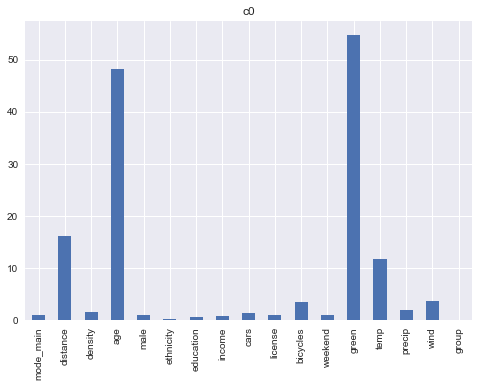 c0
50
40
30
20
10
0
mode_main
distance
density
age
male
ethnicity
education
income
cars
license
bicycles
weekend
green
temp
precip
wind
group